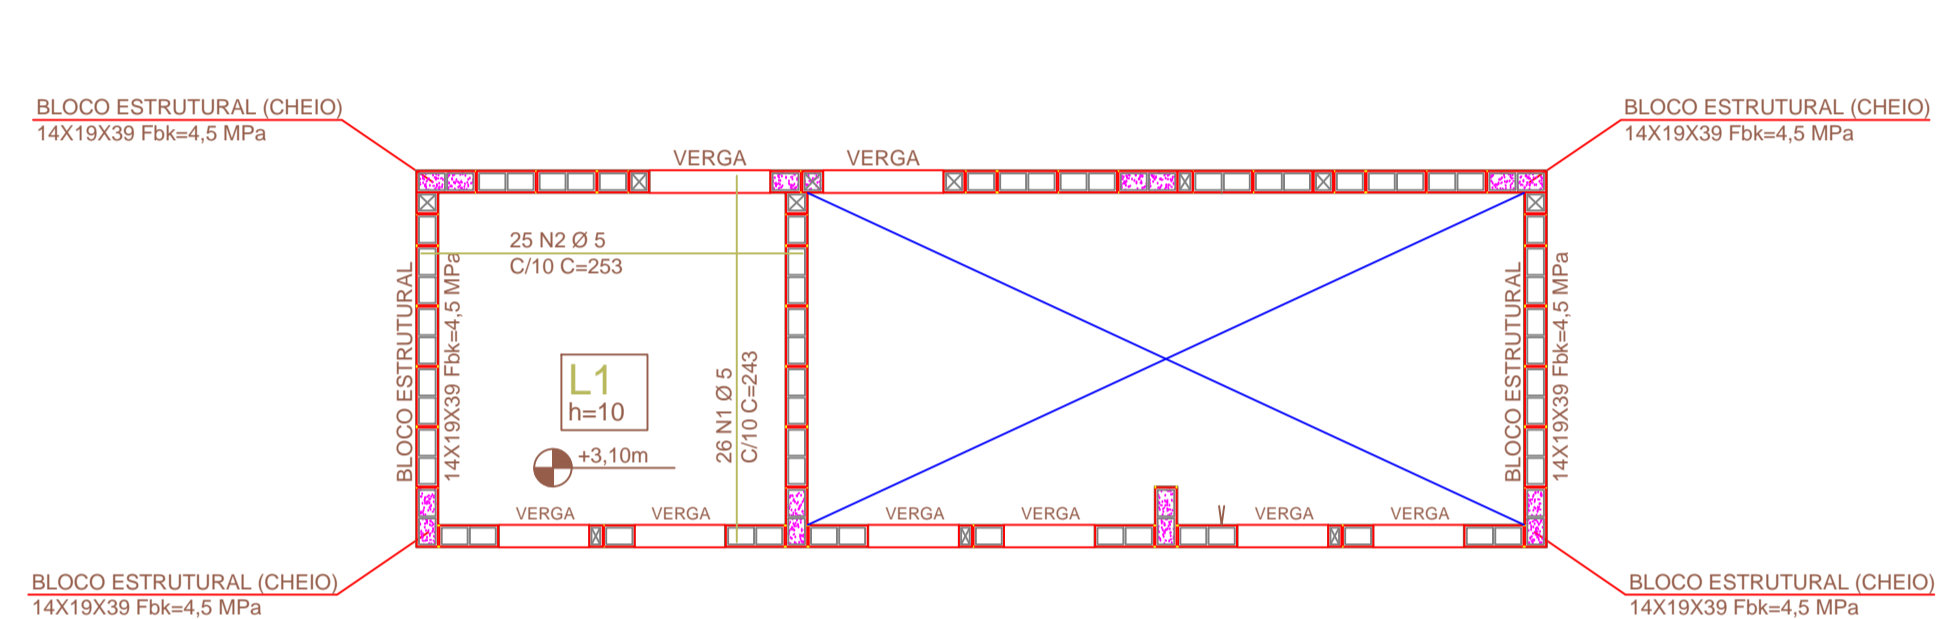 BLOCO ESTRUTURAL (CHEIO)
14X19X39 Fbk=4,5 MPa
BLOCO ESTRUTURAL (CHEIO)
14X19X39 Fbk=4,5 MPa
VERGA
VERGA
25 N2 Ø 5
C/10 C=253
BLOCO ESTRUTURAL
14X19X39 Fbk=4,5 MPa
L1
h=10
+3,10m
26 N1 Ø 5
C/10 C=243
BLOCO ESTRUTURAL
14X19X39 Fbk=4,5 MPa
VERGA
VERGA
VERGA
VERGA
V
VERGA
VERGA
BLOCO ESTRUTURAL (CHEIO)
14X19X39 Fbk=4,5 MPa
BLOCO ESTRUTURAL (CHEIO)
14X19X39 Fbk=4,5 MPa